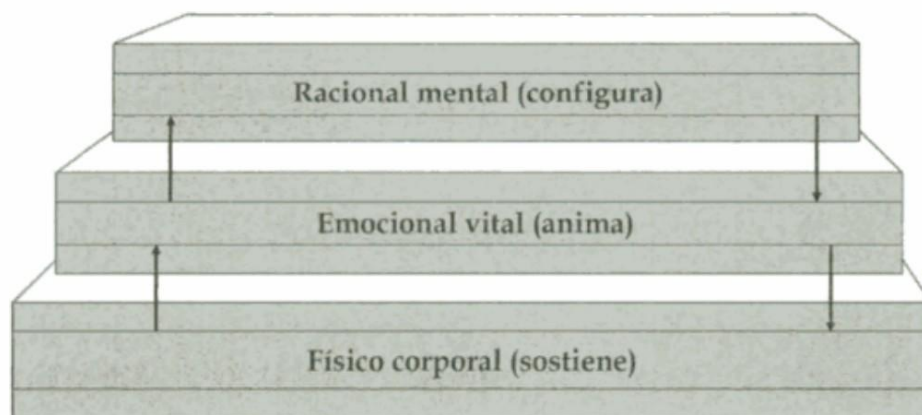 Racional mental (configura)
Emocional vital (anima)
Físico corporal (sostiene)